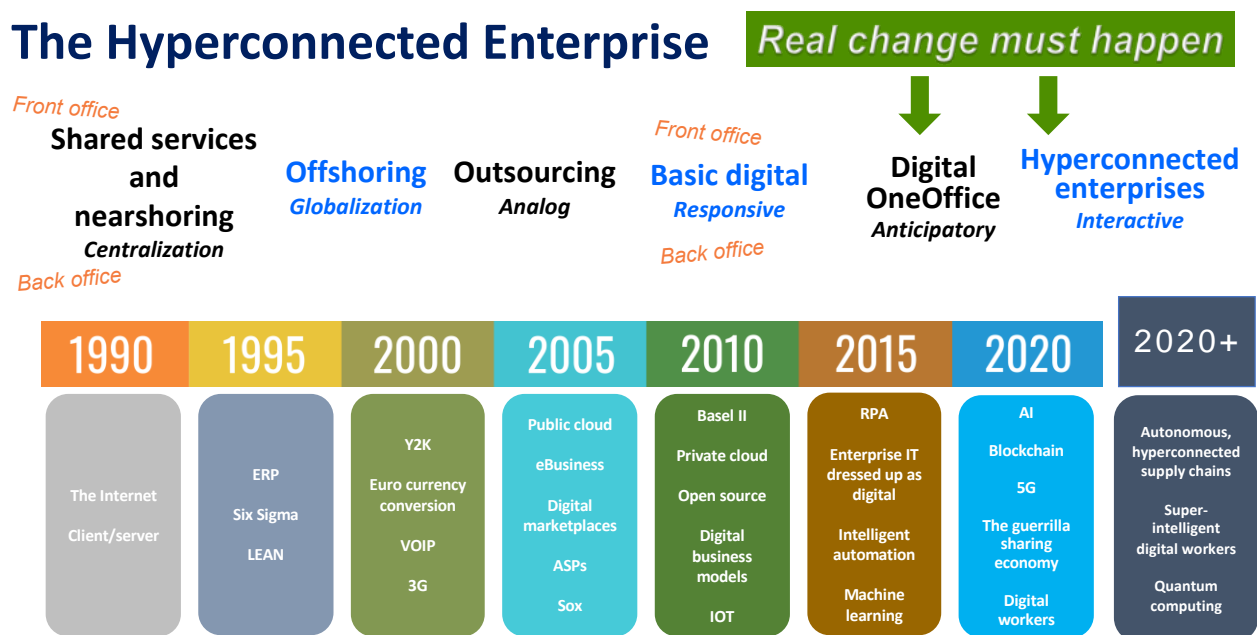 The Hyperconnected Enterprise
Real change must happen
Front office
Shared services
and
nearshoring
Centralization
Back office
Offshoring
Globalization
Outsourcing
Analog
Front office
Basic digital
Responsive
Back office
Digital
OneOffice
Anticipatory
Hyperconnected
enterprises
Interactive
1990
1995
2000
2005
2010
2015
2020
2020+
The Internet
Client/server
ERP
Six Sigma
LEAN
Y2K
Euro currency
conversion
VOIP
3G
Public cloud
eBusiness
Digital
marketplaces
ASPs
Sox
Basel II
Private cloud
Open source
Digital
business
models
IOT
RPA
Enterprise IT
dressed up as
digital
Intelligent
automation
Machine
learning
AI
Blockchain
5G
The guerrilla
sharing
economy
Digital
workers
Autonomous,
hyperconnected
supply chains
Super-
intelligent
digital workers
Quantum
computing